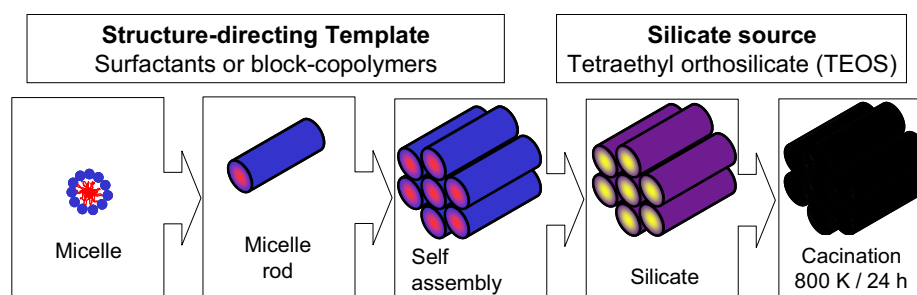 Structure-directing Template
Surfactants or block-copolymers
Silicate source
Tetraethyl orthosilicate (TEOS)
Micelle
Micelle
rod
Self
assembly
Silicate
Cacination
800 K / 24 h